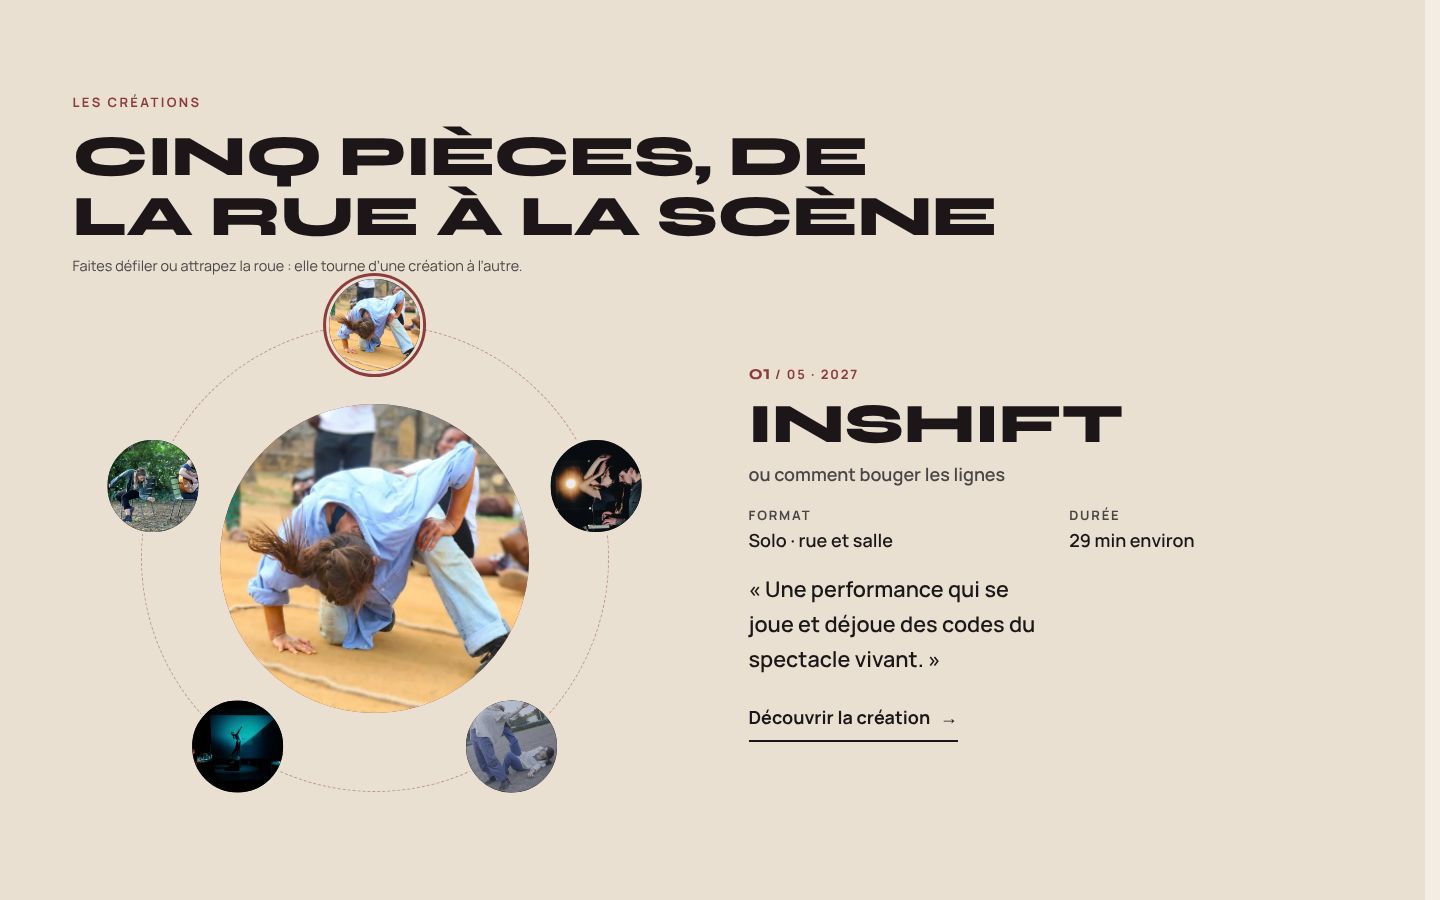 LES CRÉATIONS
CINQ PIÈCES, DE
LA RUE À LA SCÈNE
Faites défiler ou attrapez la roue : elle tourne d'une création à l'autre.
01 / 05 · 2027
INSHIFT
ou comment bouger les lignes
FORMAT
Solo · rue et salle
DURÉE
29 min environ
« Une performance qui se
joue et déjoue des codes du
spectacle vivant. »
Découvrir la création →